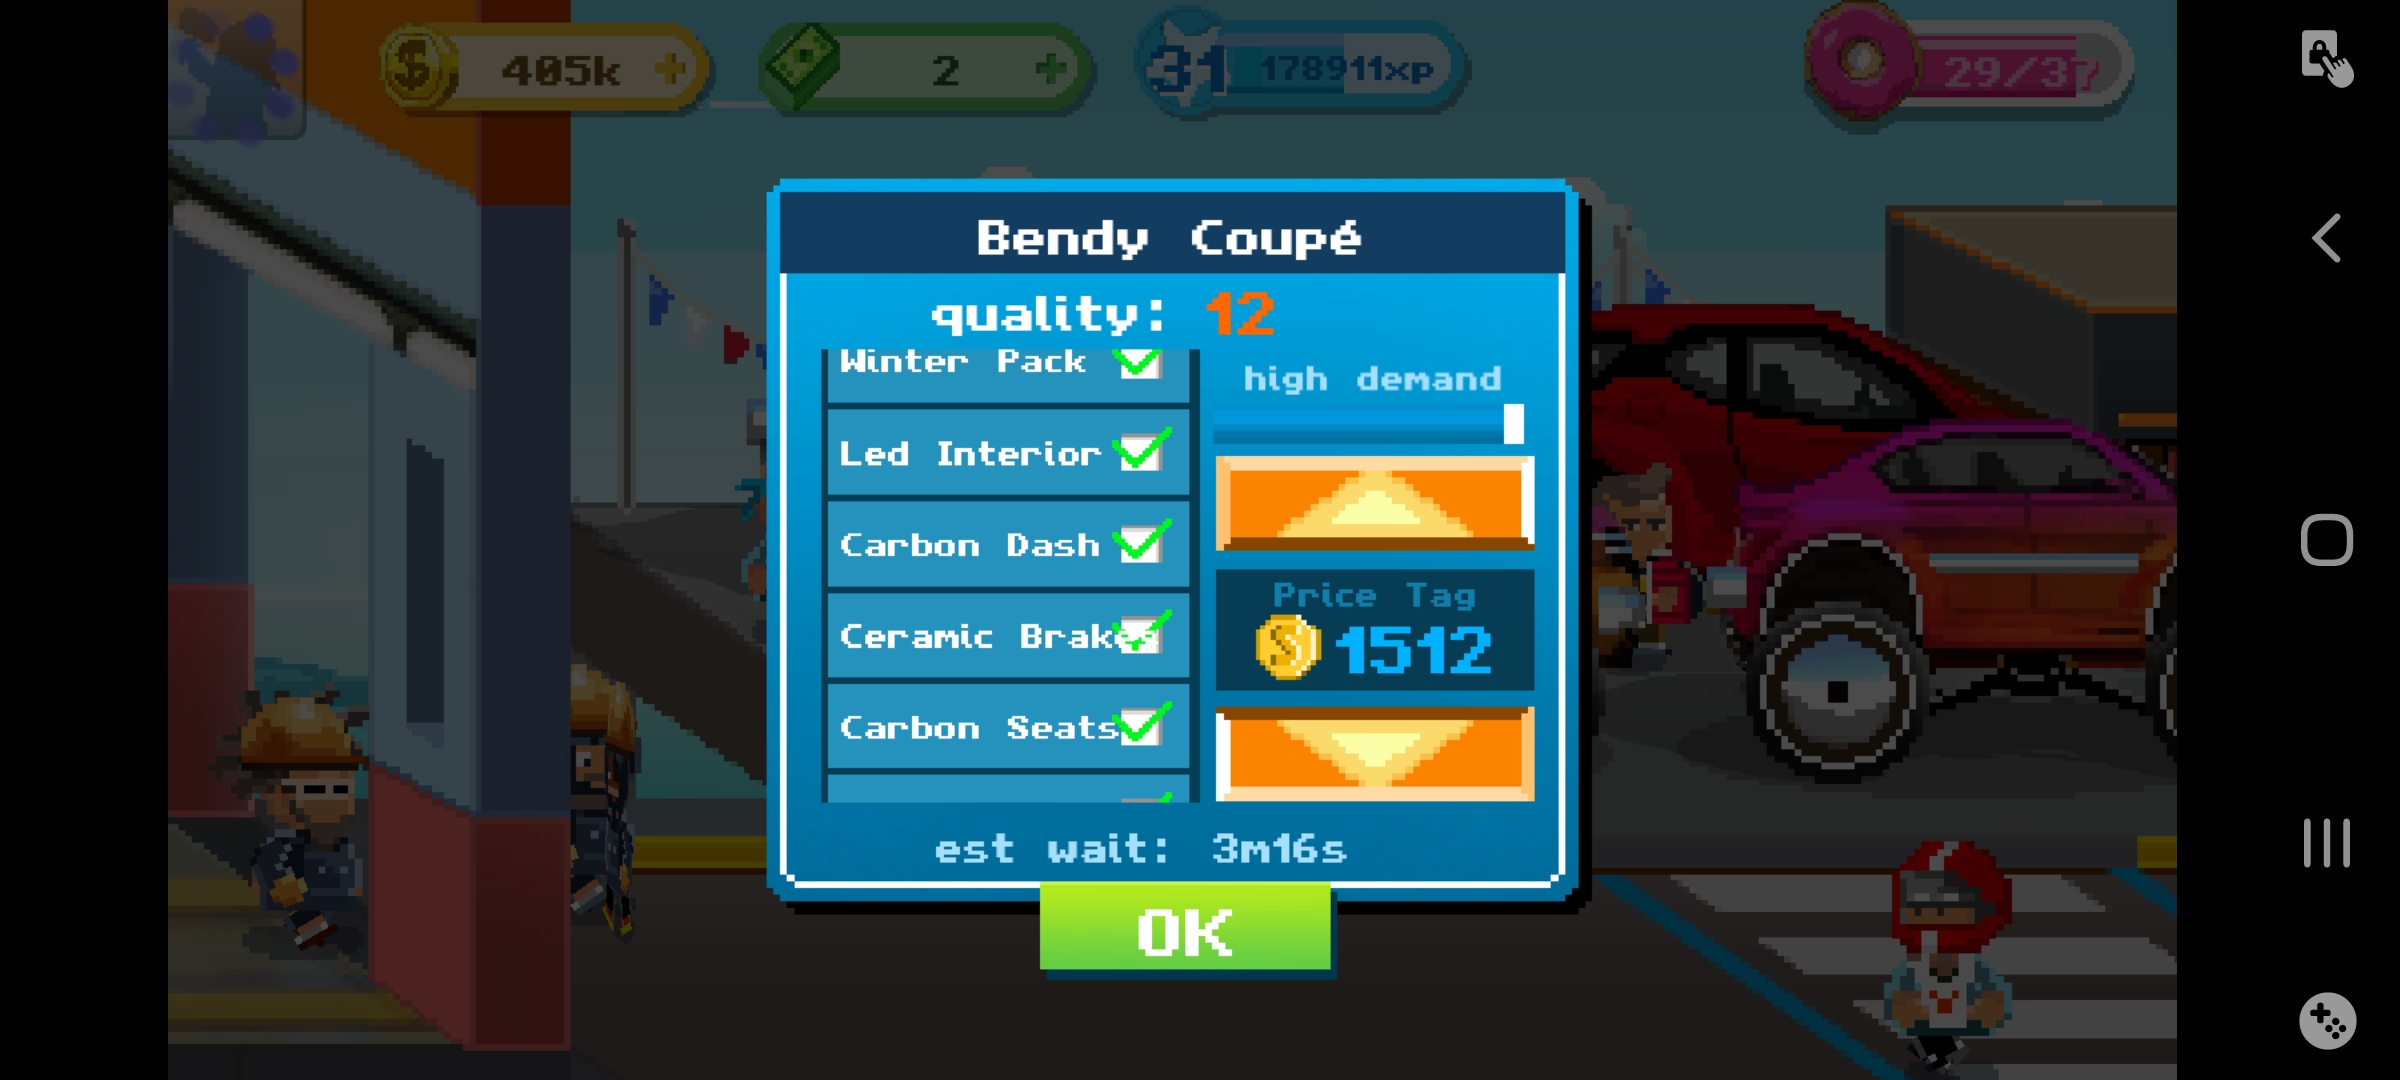 405k
2
31
178911xp
29/37
Bendy Coupé
quality: 12
Winter Pack
Led Interior
Carbon Dash
Ceramic Brakes
Carbon Seats
high demand
Price Tag
1512
est wait: 3m16s
OK